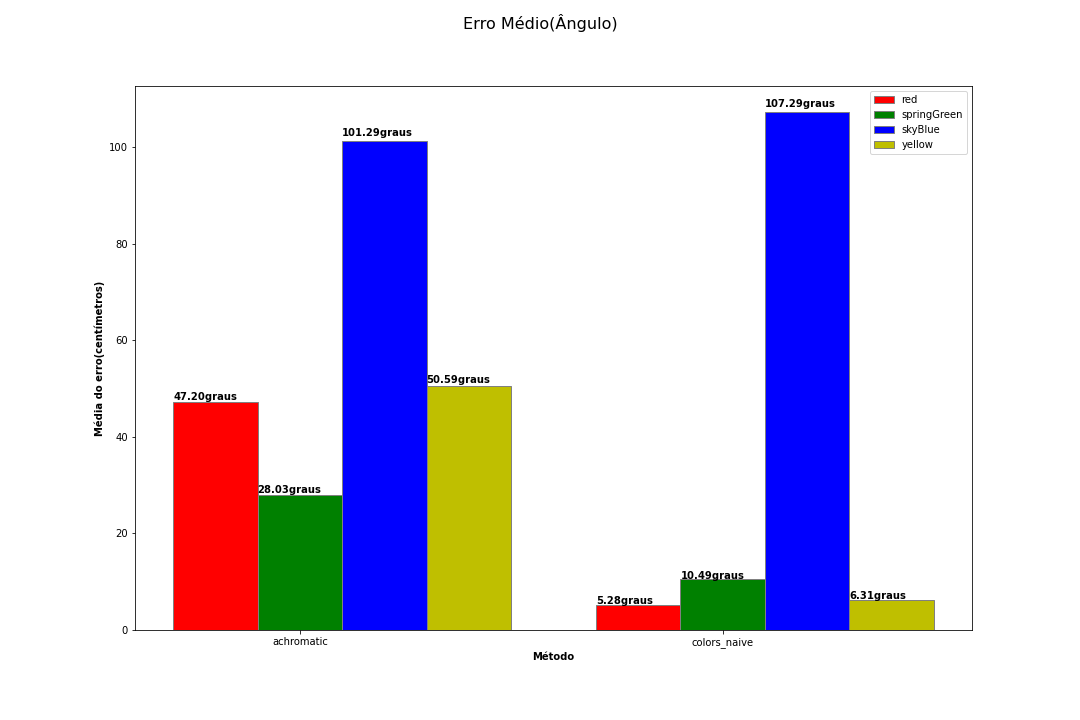 Erro Médio(Ângulo)
107.29graus
101.29graus
50.59graus
47.20graus
28.03graus
10.49graus
5.28graus
6.31graus
red
springGreen
skyBlue
yellow
Média do erro(centímetros)
100
80
60
40
20
0
achromatic
colors_naive
Método